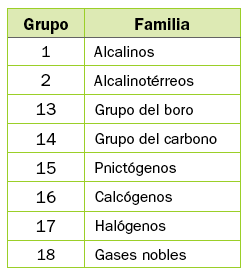 Grupo Familia
1 Alcalinos
2 Alcalinotérreos
13 Grupo del boro
14 Grupo del carbono
15 Pnictógenos
16 Calcógenos
17 Halógenos
18 Gases nobles